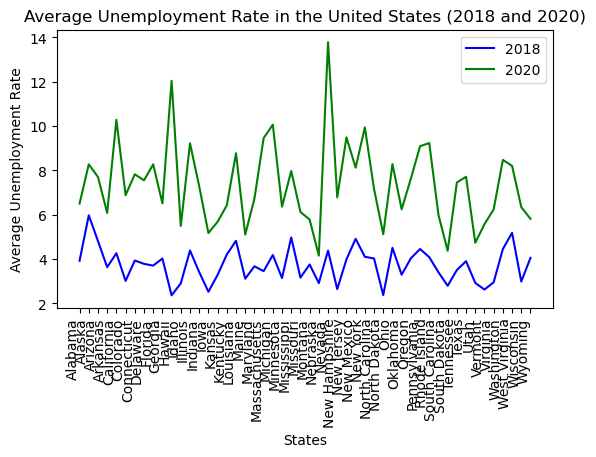 Average Unemployment Rate in the United States (2018 and 2020)
14
12
10
8
6
4
2
Average Unemployment Rate
2018
2020
Alabama
Alaska
Arizona
Arkansas
California
Colorado
Connecticut
Delaware
Florida
Georgia
Hawaii
Idaho
Illinois
Indiana
Iowa
Kansas
Kentucky
Louisiana
Maine
Maryland
Massachusetts
Michigan
Minnesota
Mississippi
Missouri
Montana
Nebraska
Nevada
New Hampshire
New Jersey
New Mexico
New York
North Carolina
North Dakota
Ohio
Oklahoma
Oregon
Pennsylvania
Rhode Island
South Carolina
South Dakota
Tennessee
Texas
Utah
Vermont
Virginia
Washington
West Virginia
Wisconsin
Wyoming
States